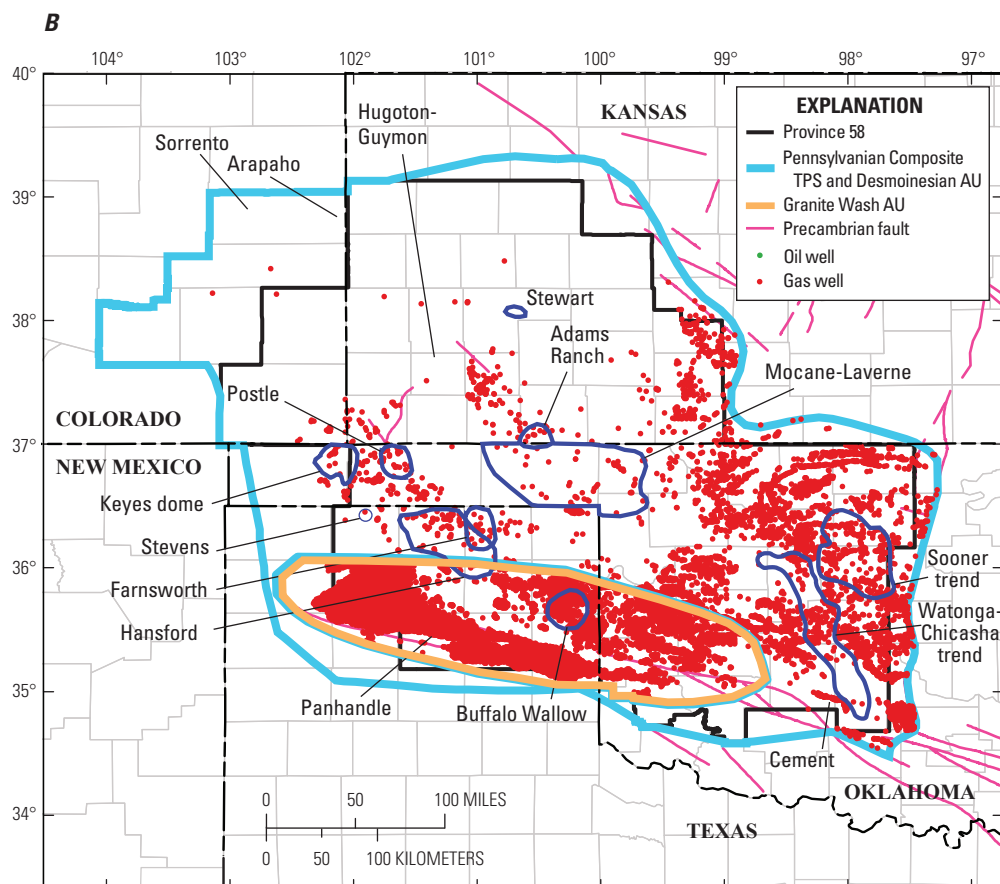 B
104° 103° 102° 101° 100° 99° 98° 97°
40°
39°
38°
37°
36°
35°
34°
Sorrento
Arapaho
Hugoton-
Guymon
KANSAS
EXPLANATION
Province 58
Pennsylvanian Composite
TPS and Desmoinesian AU
Granite Wash AU
Precambrian fault
Oil well
Gas well
Stewart
Adams
Ranch
Mocane-Laverne
Postle
COLORADO
NEW MEXICO
Keyes dome
Stevens
Farnsworth
Hansford
Panhandle
Buffalo Wallow
Sooner
trend
Watonga-
Chicasha
trend
Cement
OKLAHOMA
TEXAS
0 50 100 MILES
0 50 100 KILOMETERS